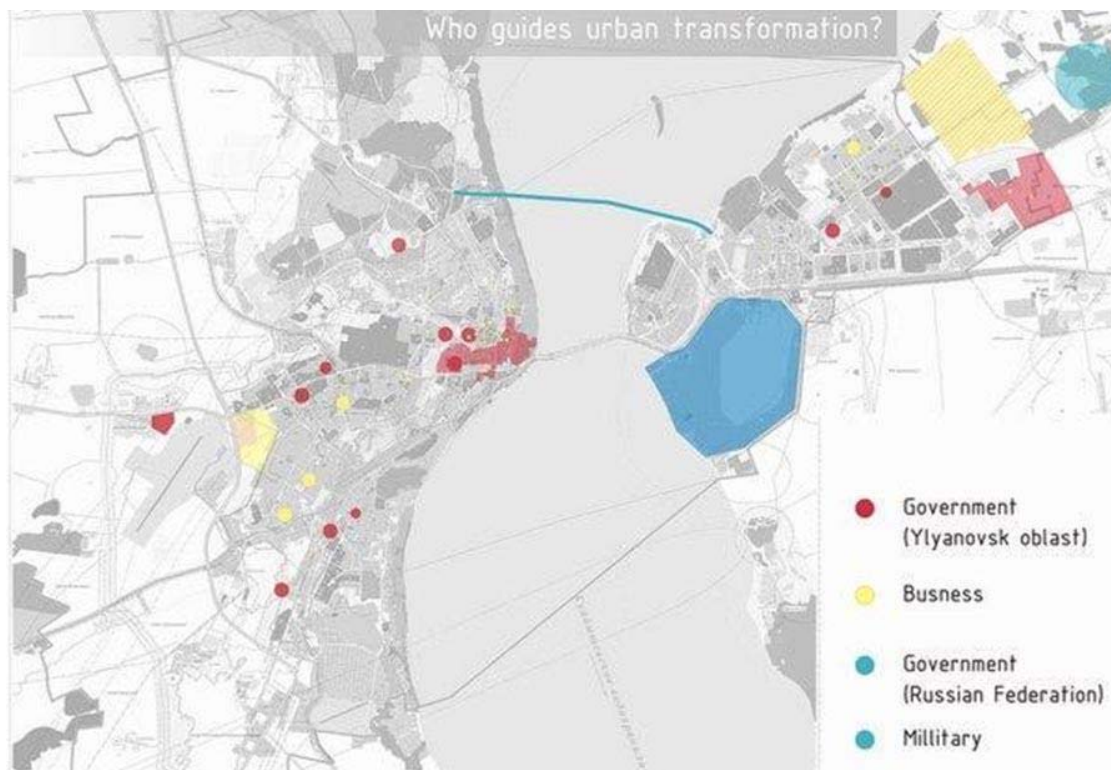 Who guides urban transformation?
Government
(Ylyanovsk oblast)
Busness
Government
(Russian Federation)
Millitary